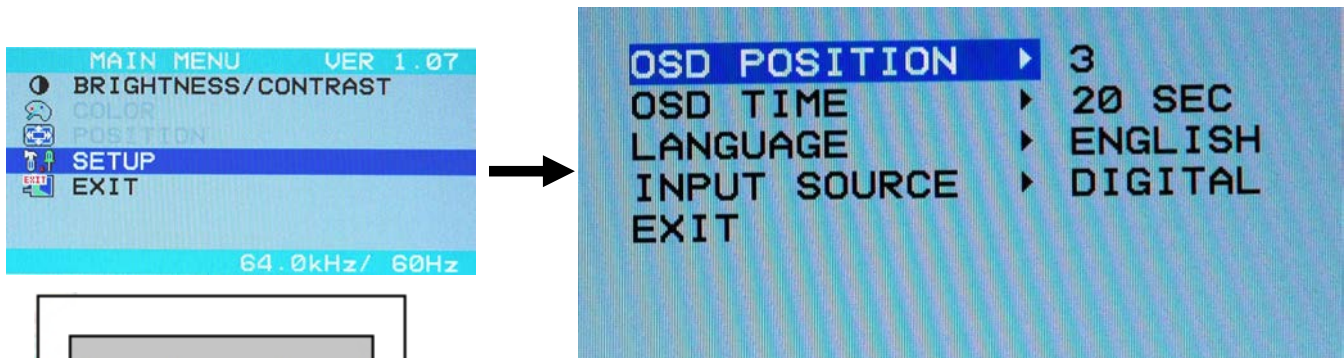 MAIN MENU VER 1.07
BRIGHTNESS/CONTRAST
COLOR
POSITION
SETUP
EXIT
EXIT
64.0kHz/ 60Hz
OSD POSITION ▸ 3
OSD TIME ▸ 20 SEC
LANGUAGE ▸ ENGLISH
INPUT SOURCE ▸ DIGITAL
EXIT